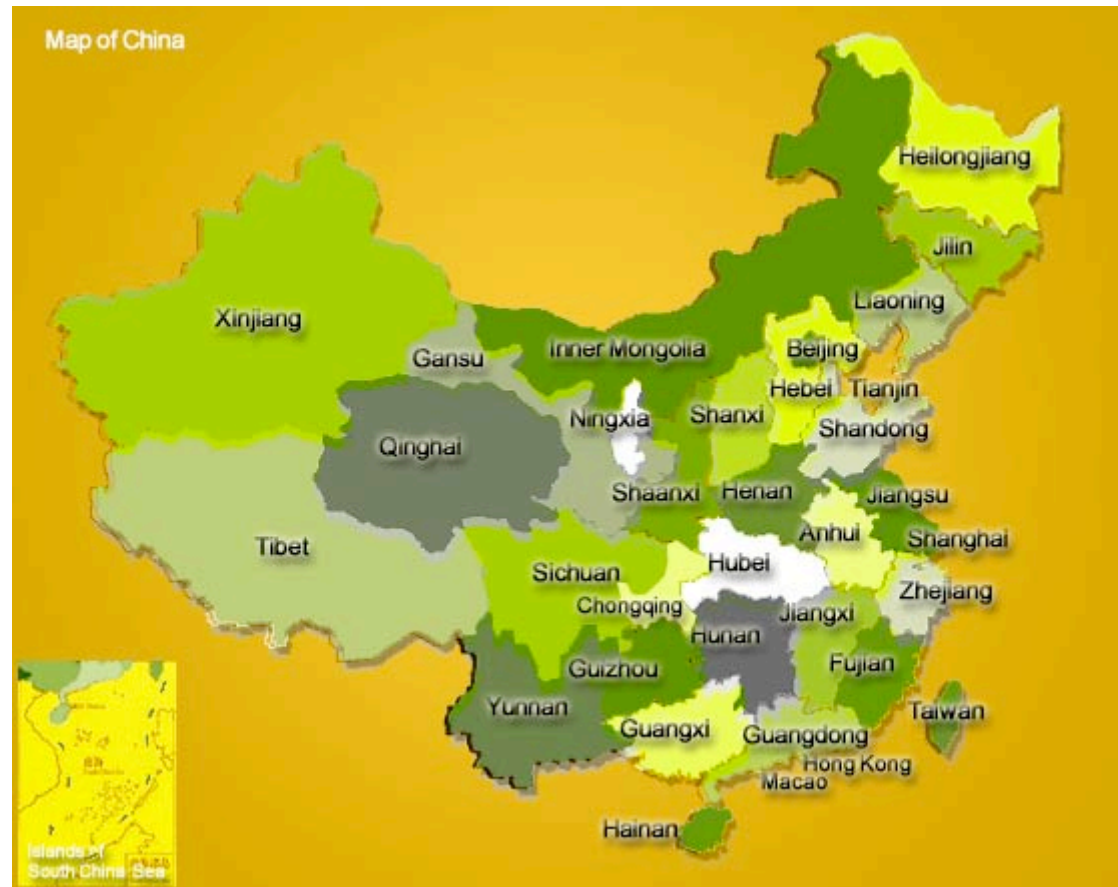 Map of China
Heilongjiang
Jilin
Liaoning
Xinjiang
Inner Mongolia
Beijing
Gansu
Hebei
Tianjin
Ningxia
Shanxi
Shandong
Qinghai
Shaanxi
Henan
Jiangsu
Anhui
Shanghai
Tibet
Sichuan
Hubei
Zhejiang
Chongqing
Jiangxi
Hunan
Guizhou
Fujian
Yunnan
Taiwan
Guangxi
Guangdong
Hong Kong
Macao
Hainan
Islands of
South China Sea